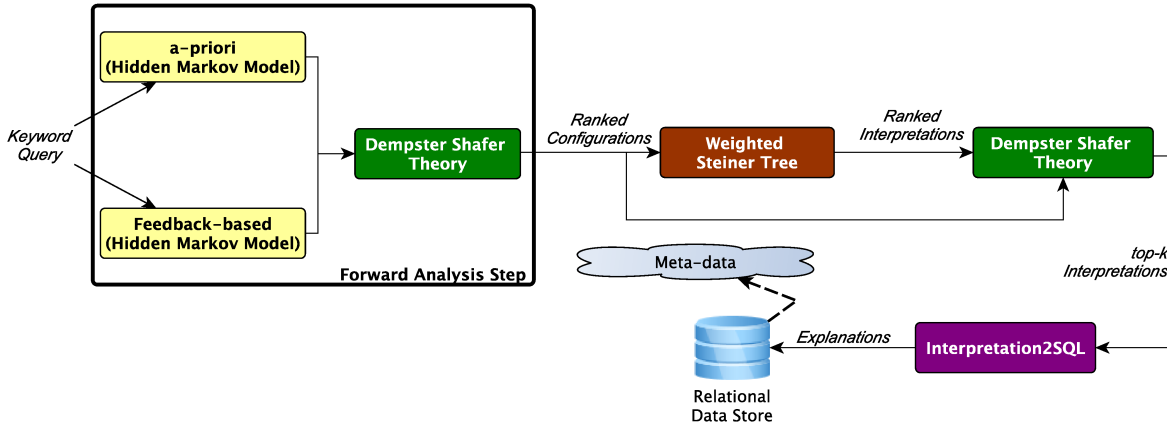 a-priori
(Hidden Markov Model)
Keyword
Query
Feedback-based
(Hidden Markov Model)
Dempster Shafer
Theory
Forward Analysis Step
Ranked
Configurations
Weighted
Steiner Tree
Ranked
Interpretations
Dempster Shafer
Theory
top-k
Interpretations
Meta-data
Interpretation2SQL
Explanations
Relational
Data Store